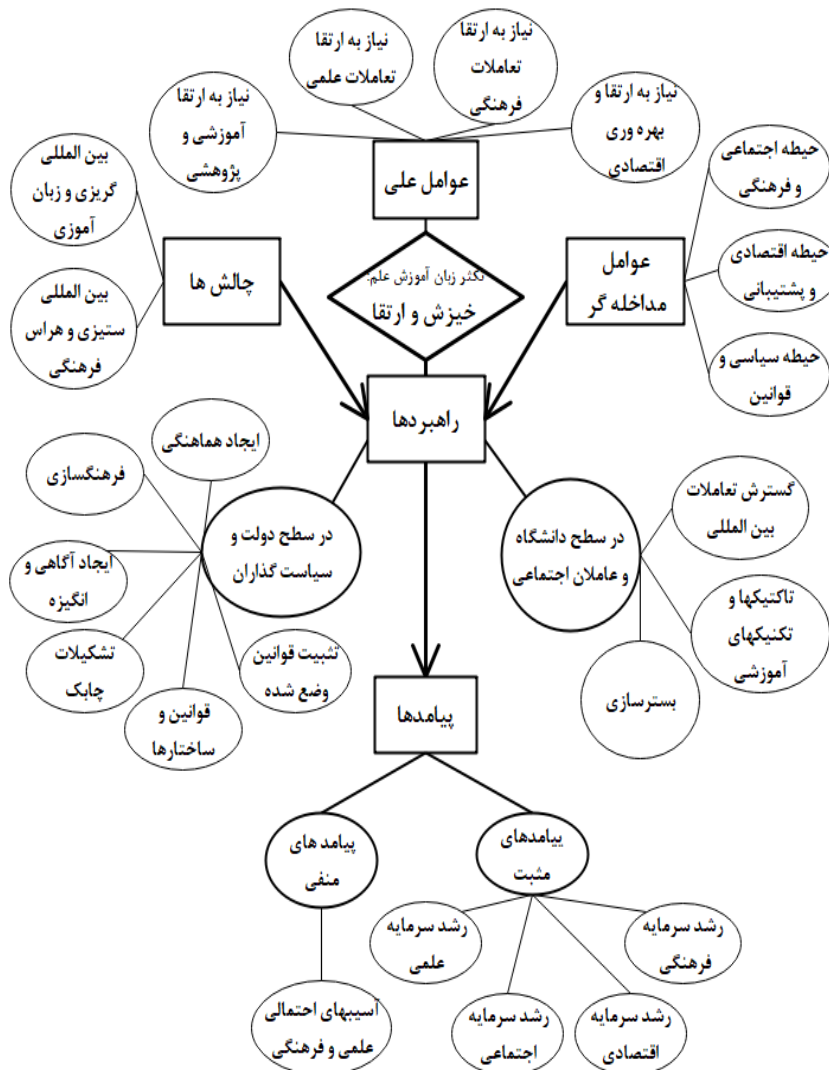 نیاز به ارتقا
تعاملات علمی
نیاز به ارتقا
تعاملات
فرهنگی
نیاز به ارتقا
آموزشی و
پژوهشی
نیاز به ارتقا و
بهره وری
اقتصادی
عوامل علی
حیطه اجتماعی
و فرهنگی
حیطه اقتصادی
و پشتیبانی
حیطه سیاسی و
قوانین
عوامل
مداخله گر
تکثر زبان آموزش علم:
خیزش و ارتقا
چالش ها
بین المللی
گریزی و زبان
آموزی
بین المللی
ستیزی و هراس
فرهنگی
راهبردها
در سطح دانشگاه
و عاملان اجتماعی
گسترش تعاملات
بین المللی
تاکتیکها و
تکنیکهای
آموزشی
بسترسازی
در سطح دولت و
سیاست گذاران
ایجاد هماهنگی
فرهنگسازی
ایجاد آگاهی و
انگیزه
تشکیلات
چابک
قوانین و
ساختارها
تثبیت قوانین
وضع شده
پیامدها
پیامدهای
مثبت
پیامد های
منفی
رشد سرمایه
فرهنگی
رشد سرمایه
اقتصادی
رشد سرمایه
اجتماعی
رشد سرمایه
علمی
آسیبهای احتمالی
علمی و فرهنگی